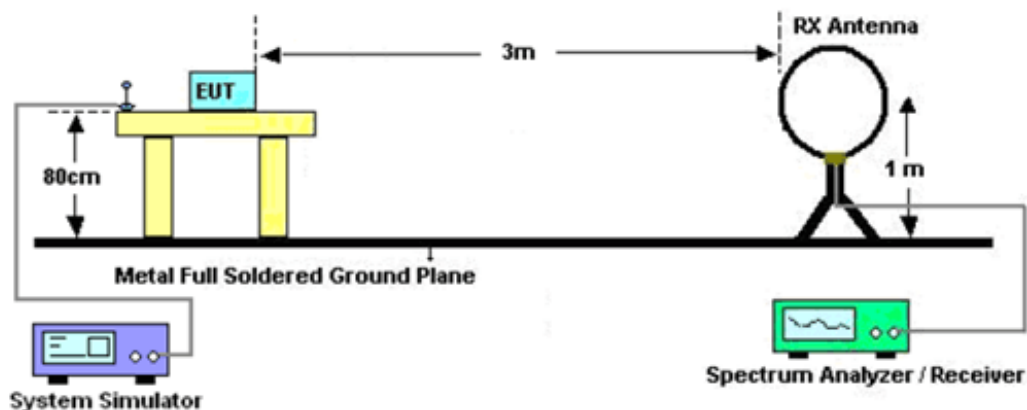 RX Antenna
3m
EUT
80cm
1 m
Metal Full Soldered Ground Plane
System Simulator
Spectrum Analyzer / Receiver